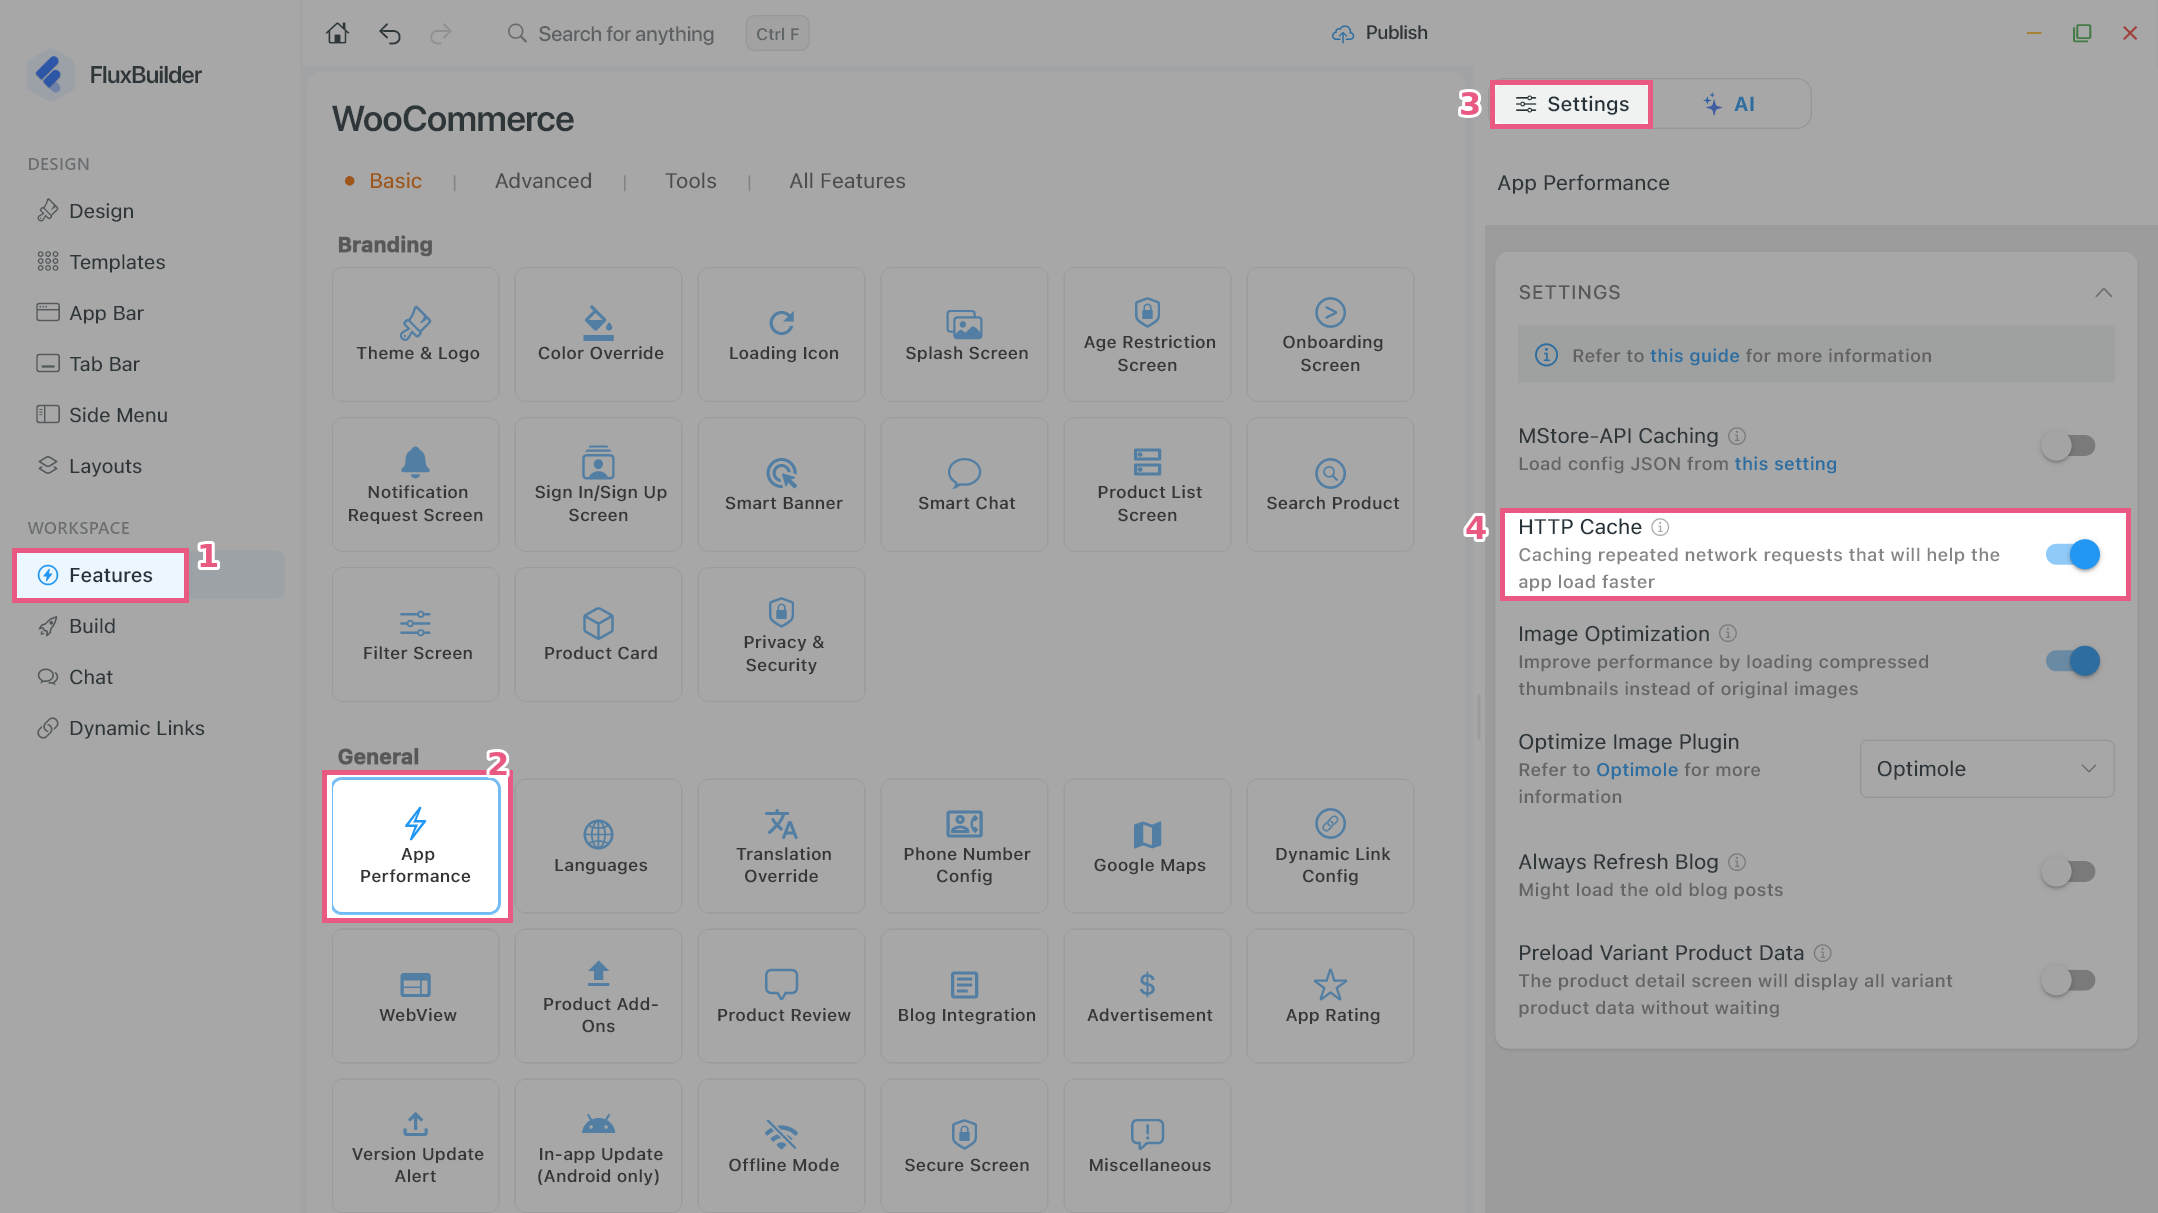 FluxBuilder
Search for anything
Ctrl F
Publish
DESIGN
Design
Templates
App Bar
Tab Bar
Side Menu
Layouts
WORKSPACE
Features
1
Build
Chat
Dynamic Links
WooCommerce
Basic | Advanced | Tools | All Features
Branding
Theme & Logo
Color Override
Loading Icon
Splash Screen
Age Restriction
Screen
Onboarding
Screen
Notification
Request Screen
Sign In/Sign Up
Screen
Smart Banner
Smart Chat
Product List
Screen
Search Product
Filter Screen
Product Card
Privacy &
Security
General
2
App
Performance
Languages
Translation
Override
Phone Number
Config
Google Maps
Dynamic Link
Config
WebView
Product Add-
Ons
Product Review
Blog Integration
Advertisement
App Rating
Version Update
Alert
In-app Update
(Android only)
Offline Mode
Secure Screen
Miscellaneous
3
Settings
AI
App Performance
SETTINGS
Refer to this guide for more information
MStore-API Caching
Load config JSON from this setting
4
HTTP Cache
Caching repeated network requests that will help the
app load faster
Image Optimization
Improve performance by loading compressed
thumbnails instead of original images
Optimize Image Plugin
Refer to Optimole for more
information
Optimole
Always Refresh Blog
Might load the old blog posts
Preload Variant Product Data
The product detail screen will display all variant
product data without waiting